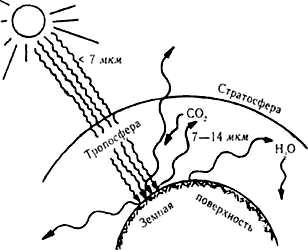 < 7 мкм
Стратосфера
Тропосфера
CO₂
7—14 мкм
H₂O
Земная поверхность